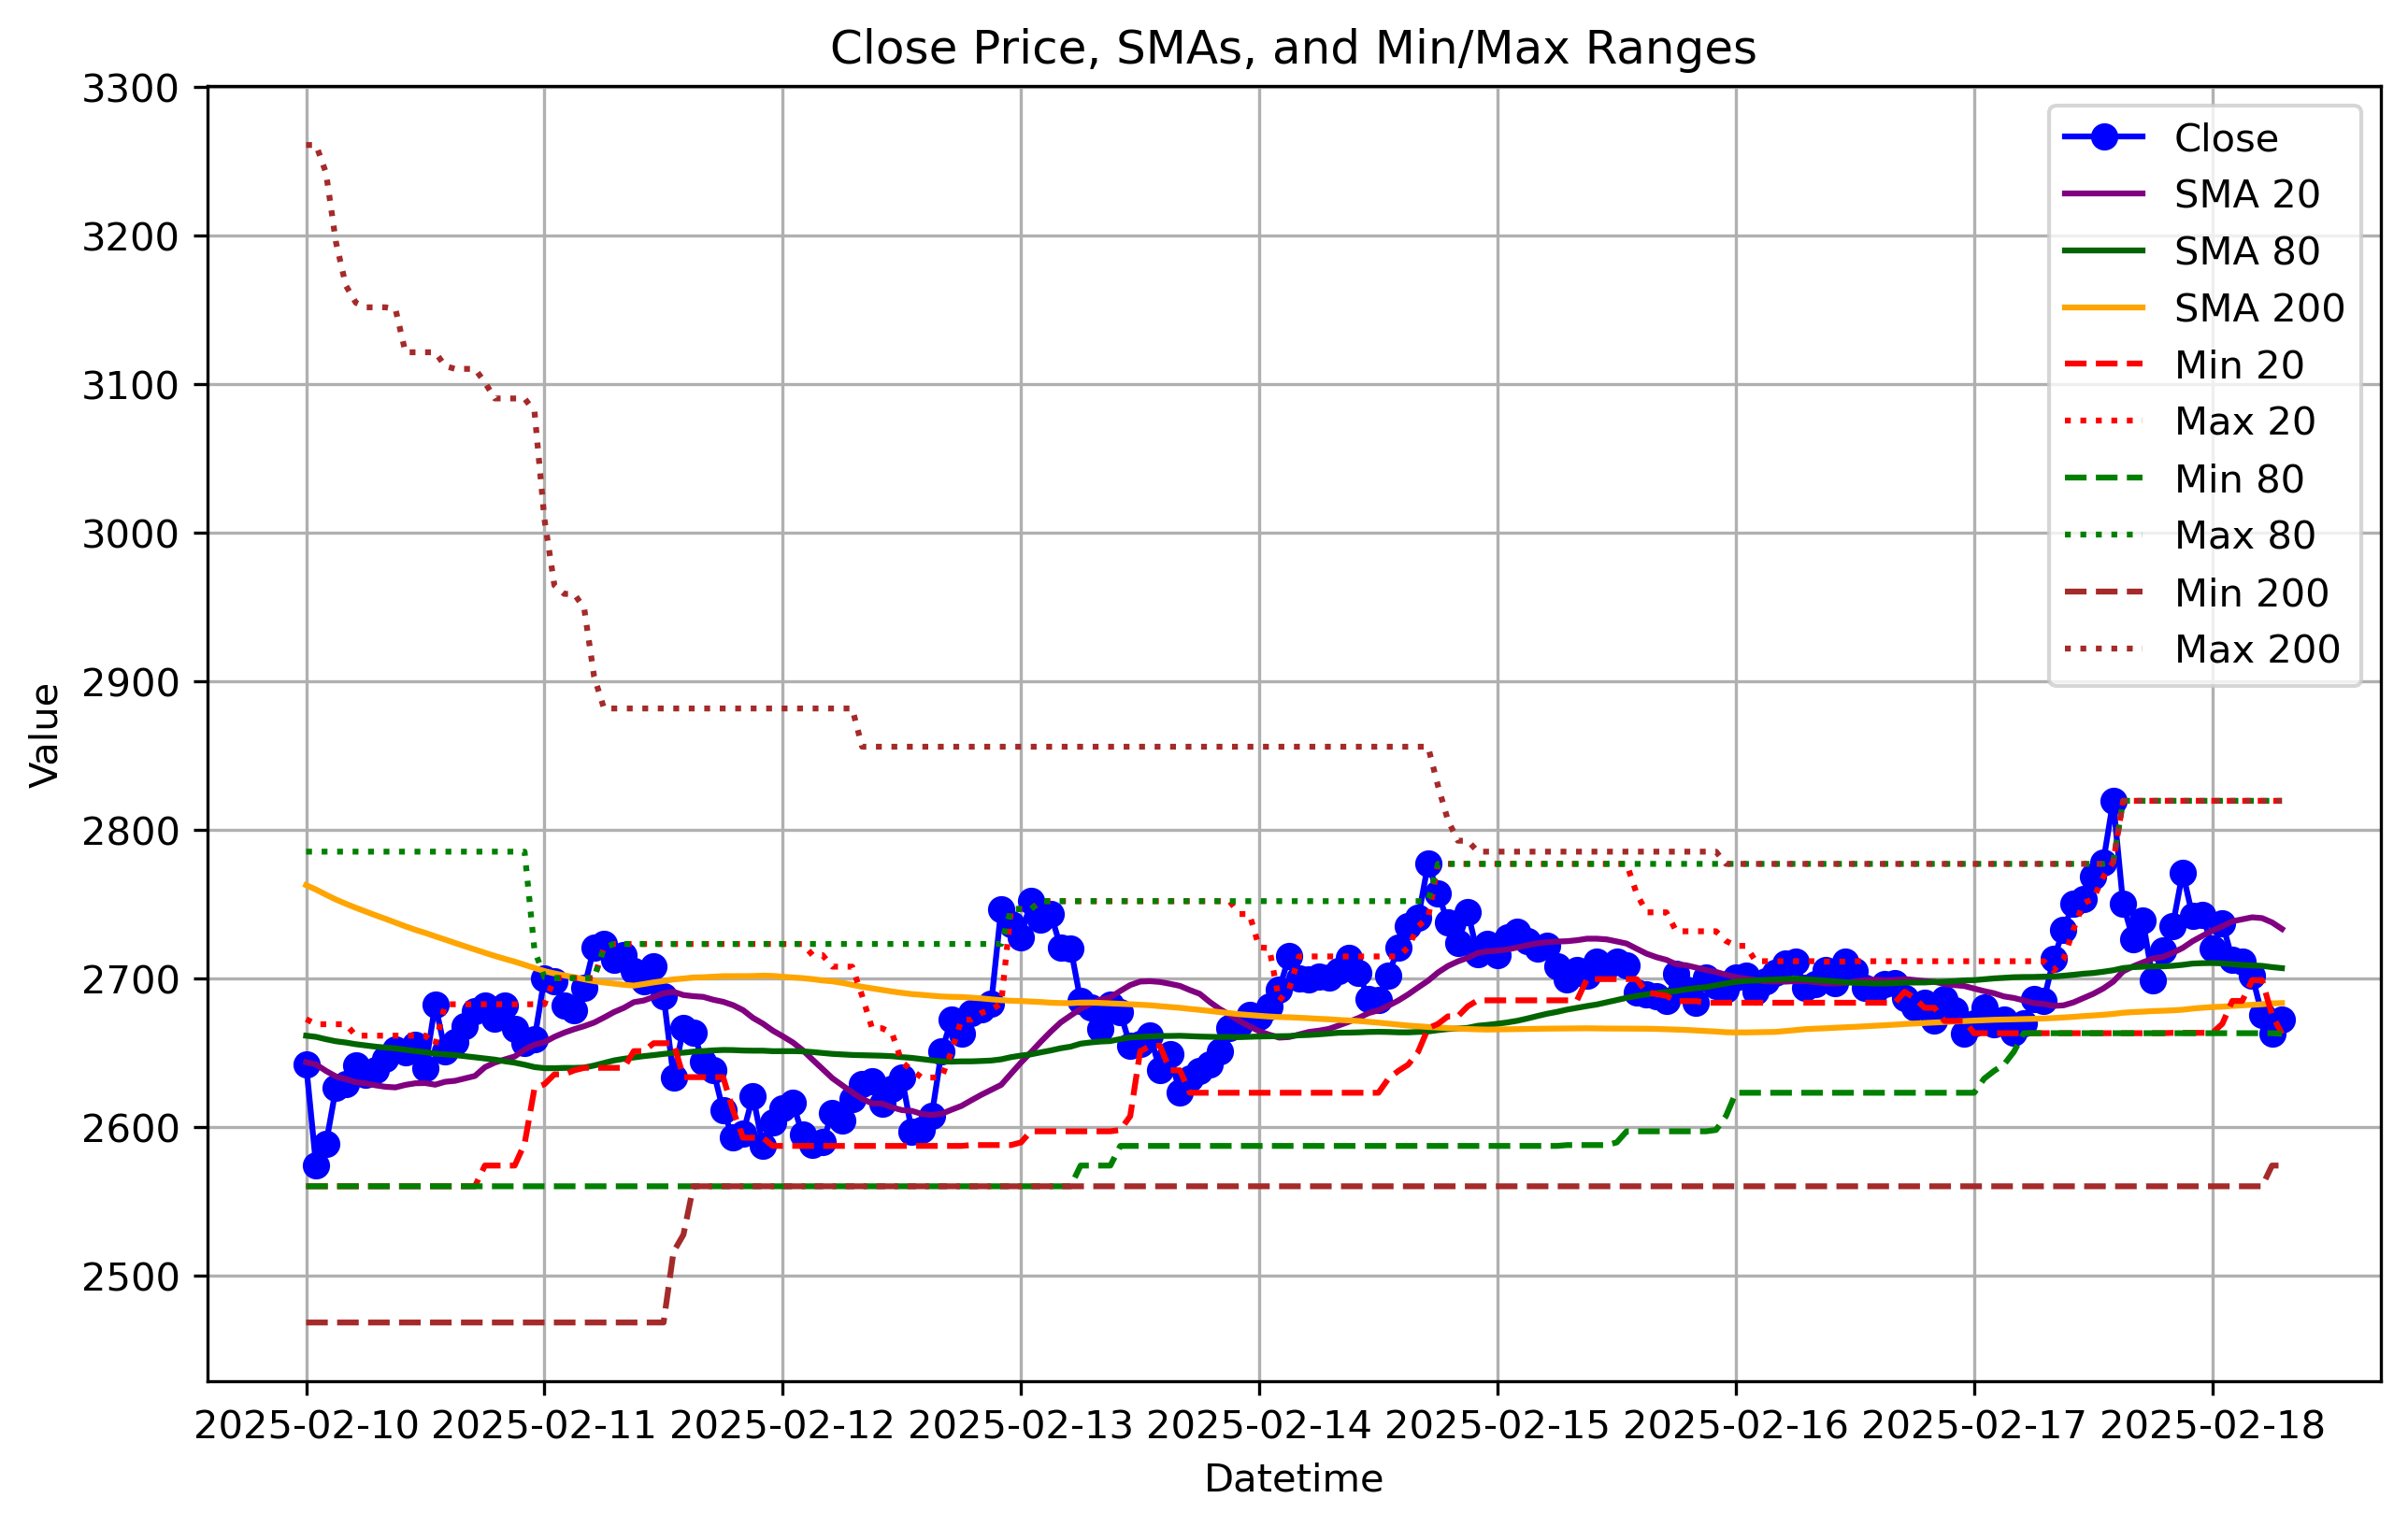 Close Price, SMAs, and Min/Max Ranges
3300
3200
3100
3000
2900
2800
2700
2600
2500
Value
Close
SMA 20
SMA 80
SMA 200
Min 20
Max 20
Min 80
Max 80
Min 200
Max 200
2025-02-10 2025-02-11 2025-02-12 2025-02-13 2025-02-14 2025-02-15 2025-02-16 2025-02-17 2025-02-18
Datetime